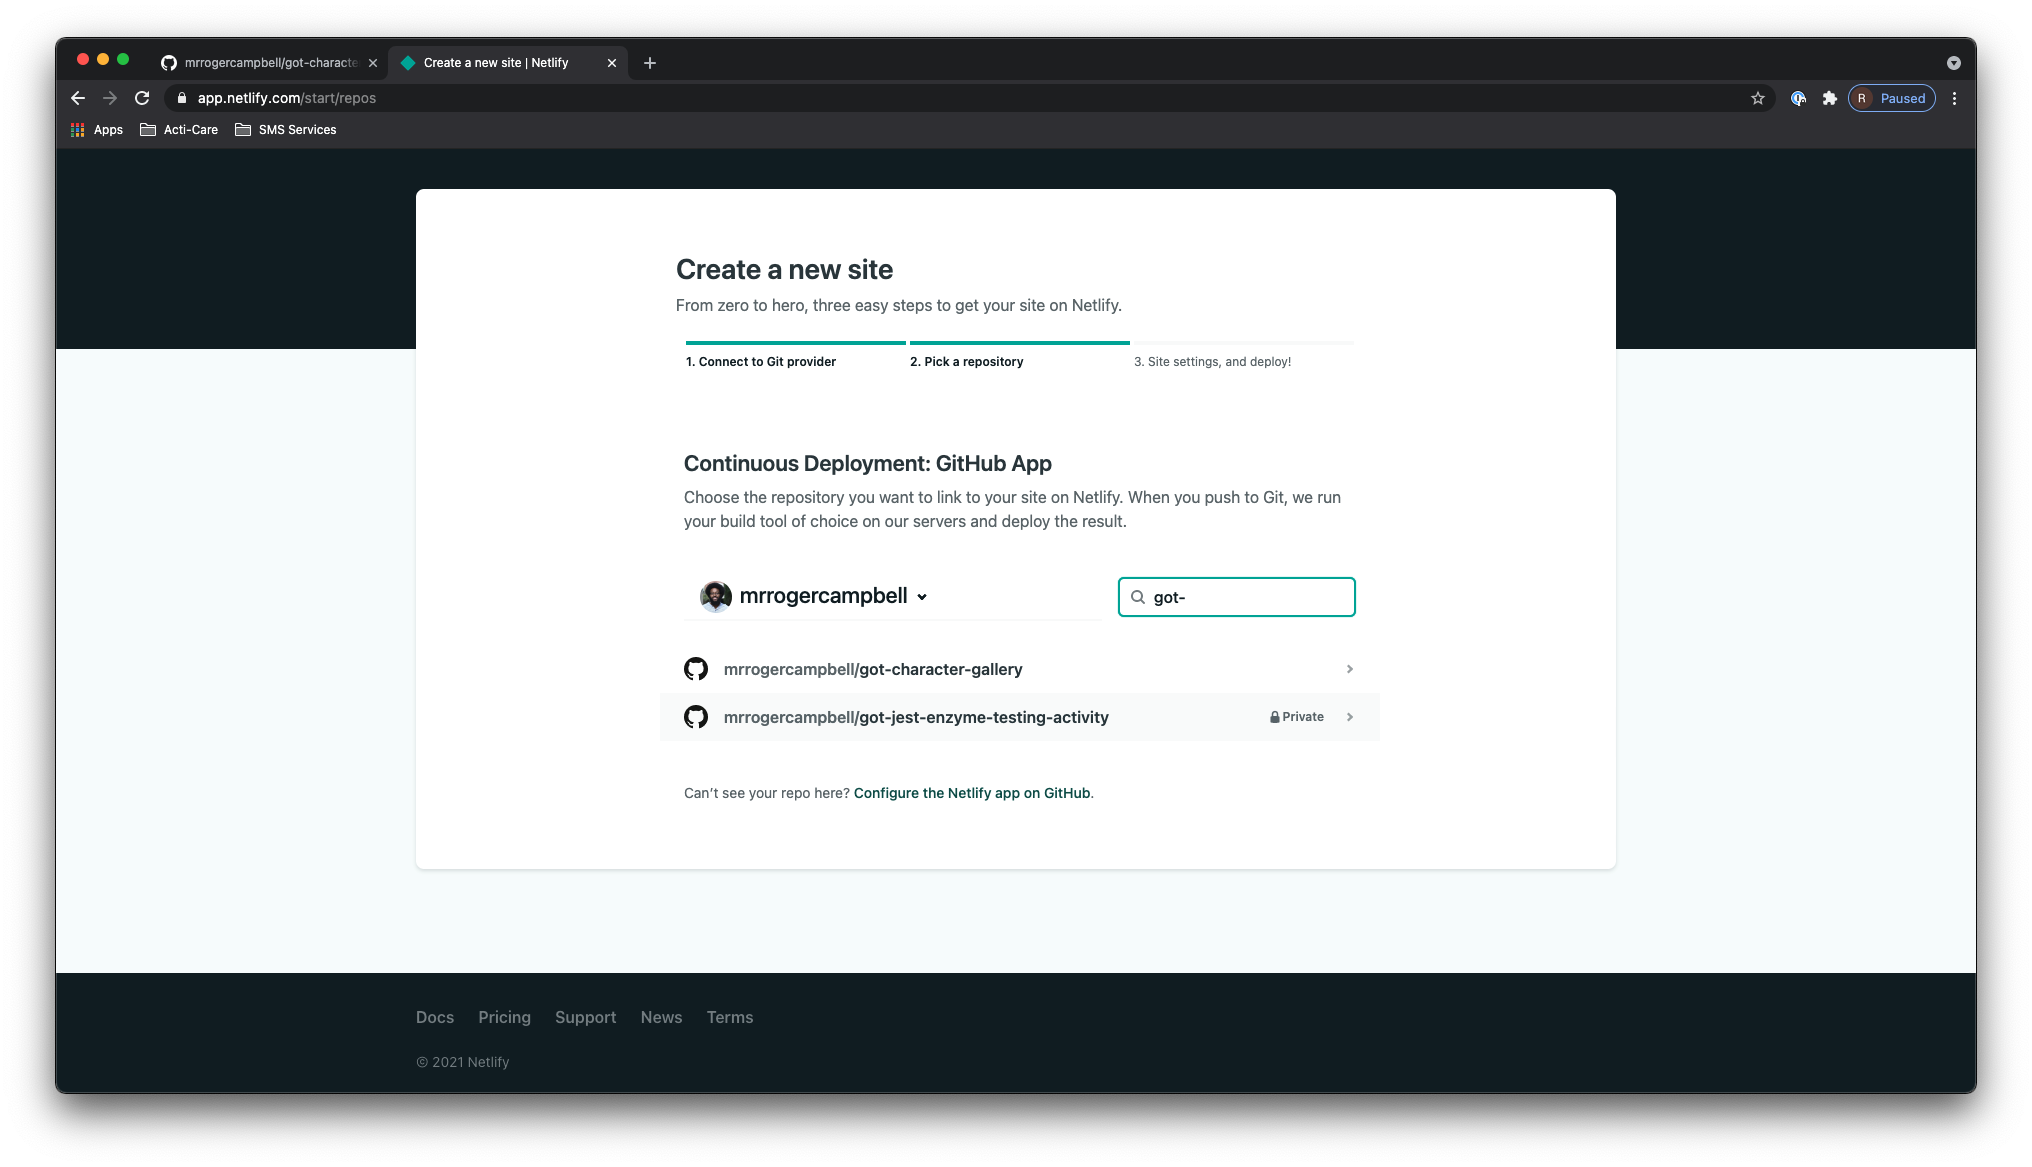 mrrogercampbell/got-characte
Create a new site | Netlify
app.netlify.com/start/repos
R Paused
Apps Acti-Care SMS Services
Create a new site
From zero to hero, three easy steps to get your site on Netlify.
1. Connect to Git provider 2. Pick a repository 3. Site settings, and deploy!
Continuous Deployment: GitHub App
Choose the repository you want to link to your site on Netlify. When you push to Git, we run
your build tool of choice on our servers and deploy the result.
mrrogercampbell got-
mrrogercampbell/got-character-gallery
mrrogercampbell/got-jest-enzyme-testing-activity Private
Can't see your repo here? Configure the Netlify app on GitHub.
Docs Pricing Support News Terms
© 2021 Netlify